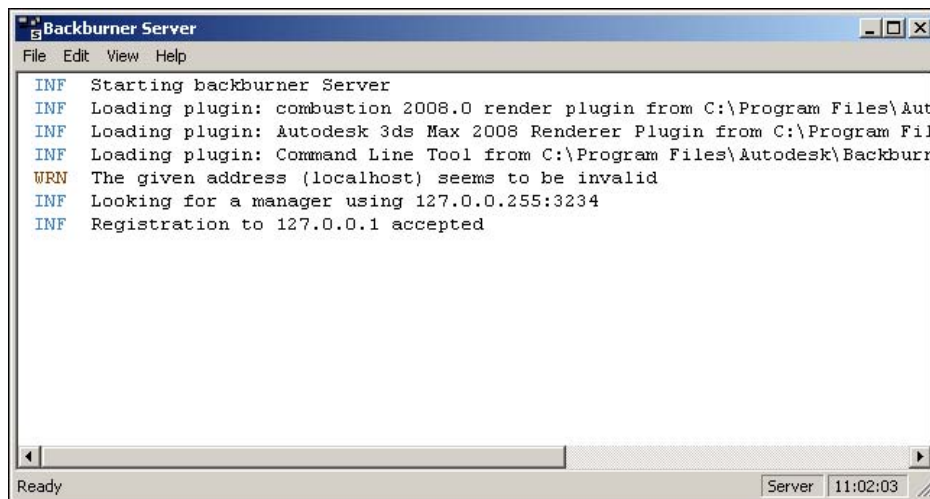 Backburner Server
File Edit View Help
INF Starting backburner Server
INF Loading plugin: combustion 2008.0 render plugin from C:\Program Files\Aut
INF Loading plugin: Autodesk 3ds Max 2008 Renderer Plugin from C:\Program Fil
INF Loading plugin: Command Line Tool from C:\Program Files\Autodesk\Backburr
WRN The given address (localhost) seems to be invalid
INF Looking for a manager using 127.0.0.255:3234
INF Registration to 127.0.0.1 accepted
Ready Server 11:02:03